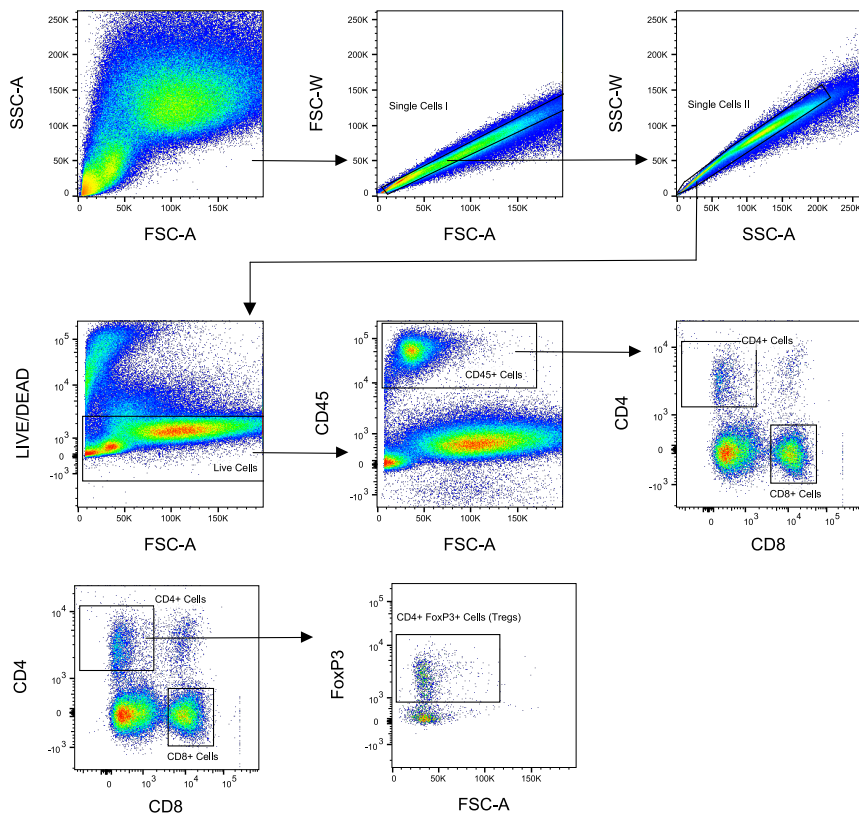 SSC-A
250K
200K
150K
100K
50K
0
50K
100K
150K
FSC-A
FSC-W
250K
200K
150K
100K
50K
0
Single Cells I
0
50K
100K
150K
FSC-A
SSC-W
250K
200K
150K
100K
50K
0
Single Cells II
0
50K
100K
150K
200K
250K
SSC-A
LIVE/DEAD
10^5
10^4
10^3
0
-10^3
Live Cells
0
50K
100K
150K
FSC-A
CD45
10^5
10^4
10^3
0
-10^3
CD45+ Cells
0
50K
100K
150K
FSC-A
CD4
10^4
10^3
0
-10^3
CD4+ Cells
CD8+ Cells
0
10^3
10^4
10^5
CD8
CD4
10^4
10^3
0
-10^3
CD4+ Cells
CD8+ Cells
0
10^3
10^4
10^5
CD8
FoxP3
10^5
10^4
10^3
0
-10^3
CD4+ FoxP3+ Cells (Tregs)
0
50K
100K
150K
FSC-A